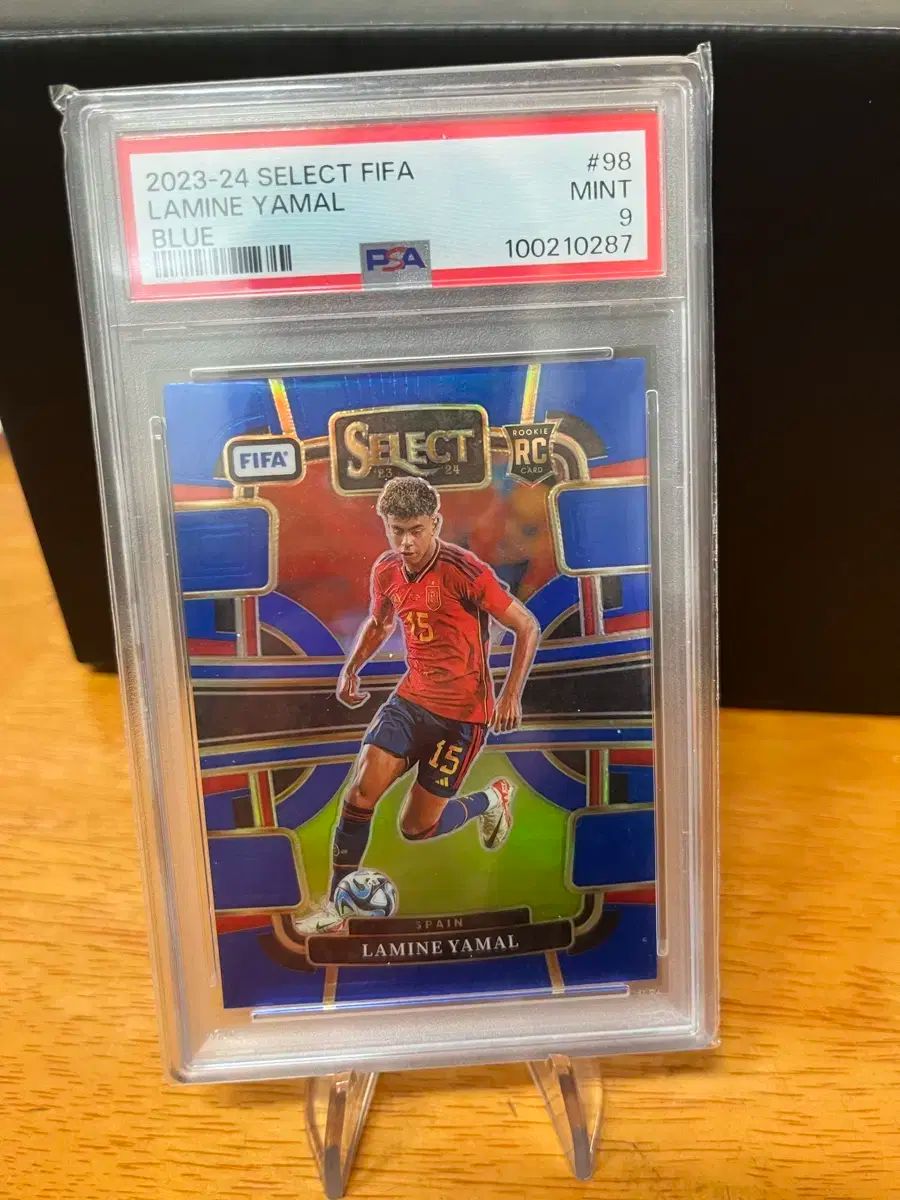 2023-24 SELECT FIFA #98
LAMINE YAMAL MINT
BLUE 9
PSA 100210287
FIFA
SELECT
'23 24
ROOKIE
RC
CARD
15
15
SPAIN
LAMINE YAMAL